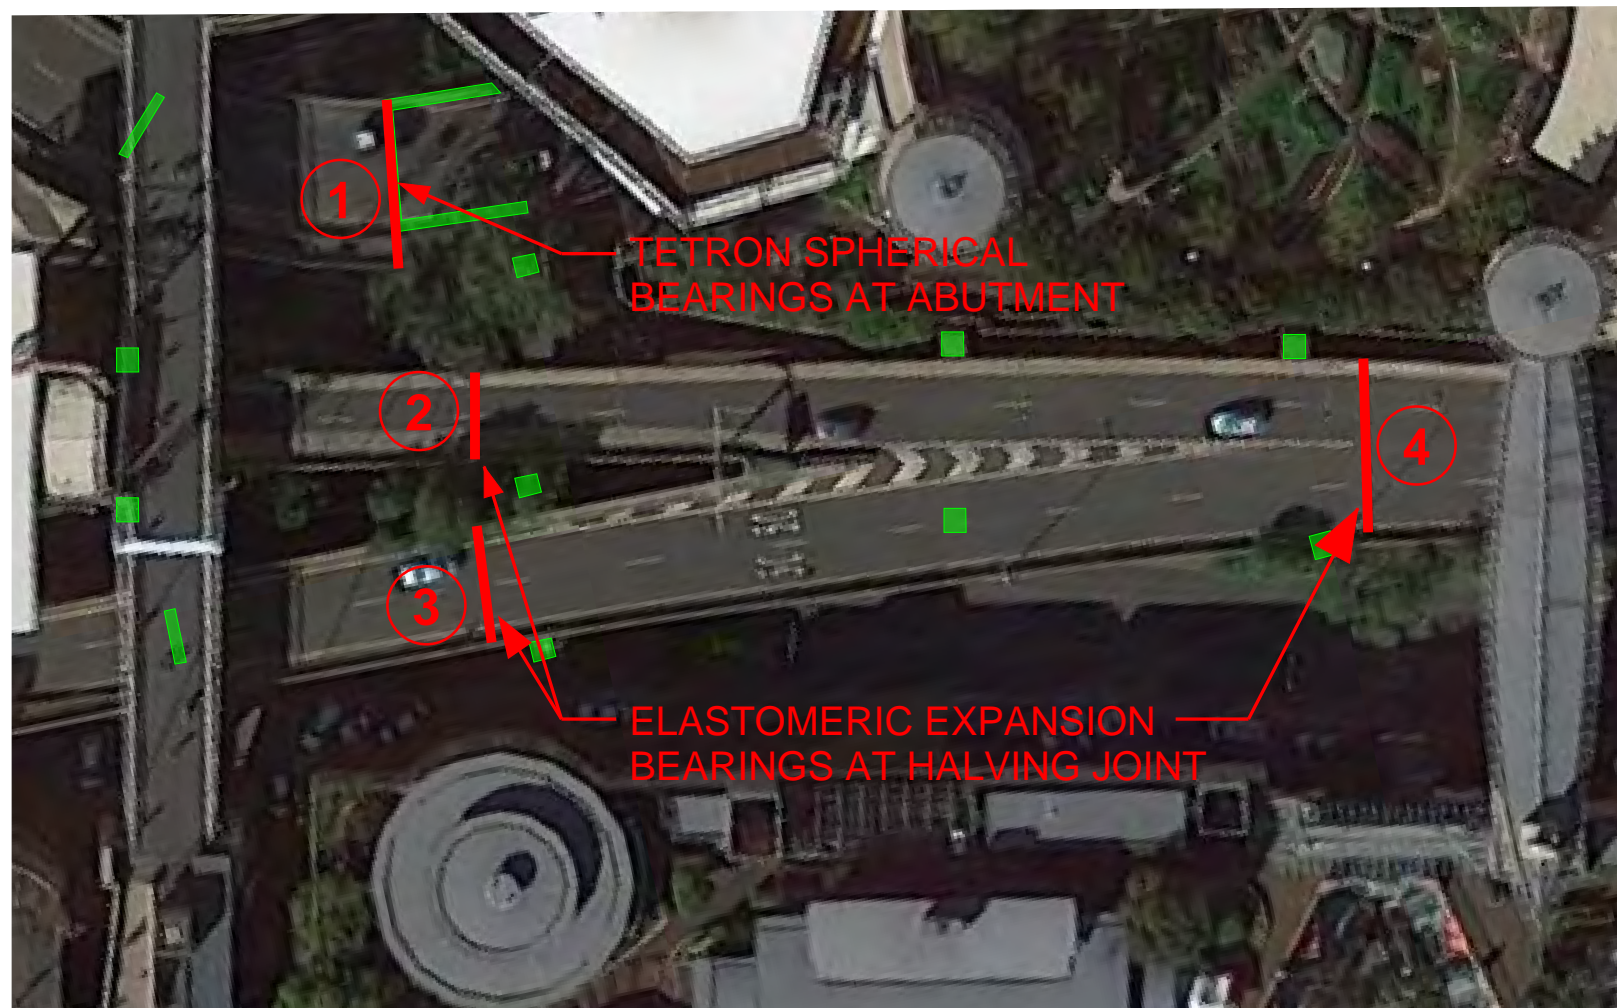 1
TETRON SPHERICAL
BEARINGS AT ABUTMENT
2
4
3
ELASTOMERIC EXPANSION
BEARINGS AT HALVING JOINT